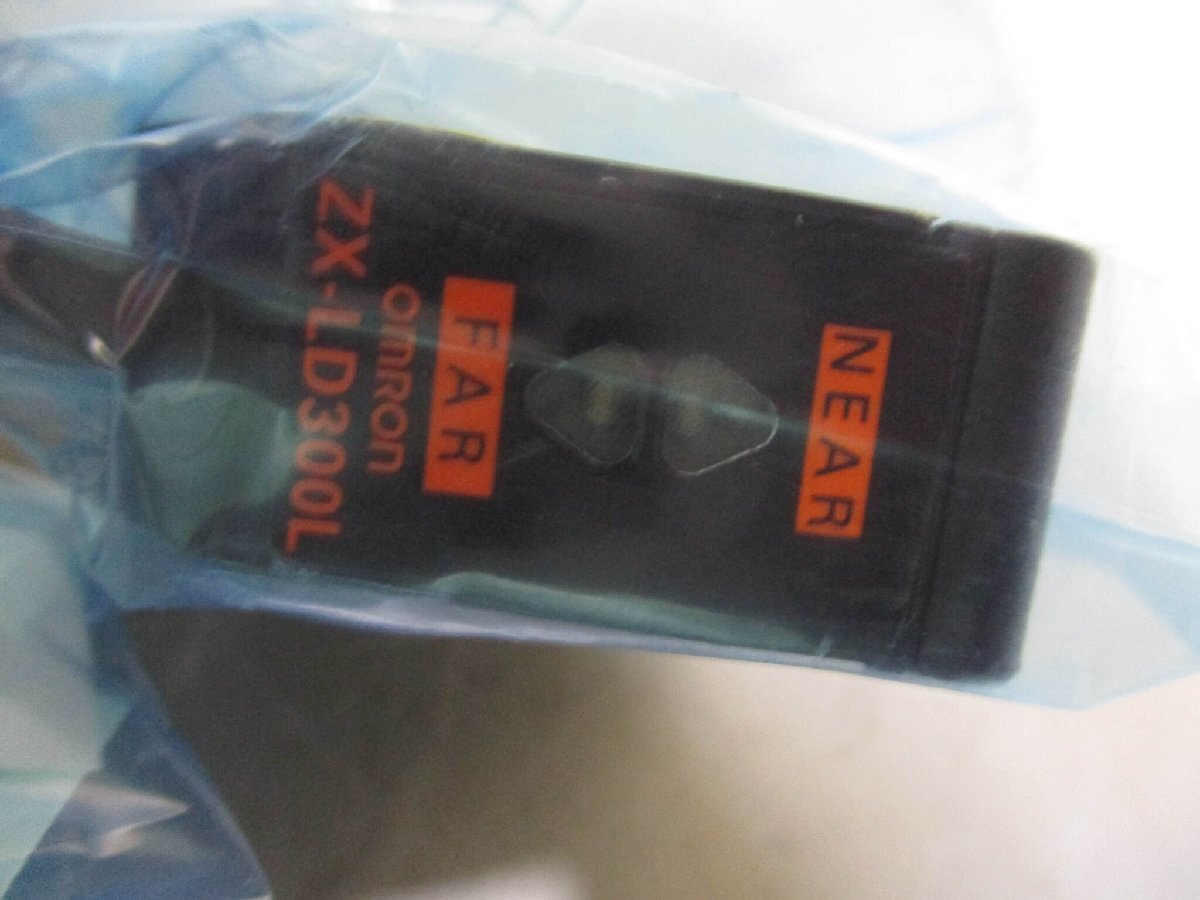 NEAR
FAR
omron
ZX-LD300L